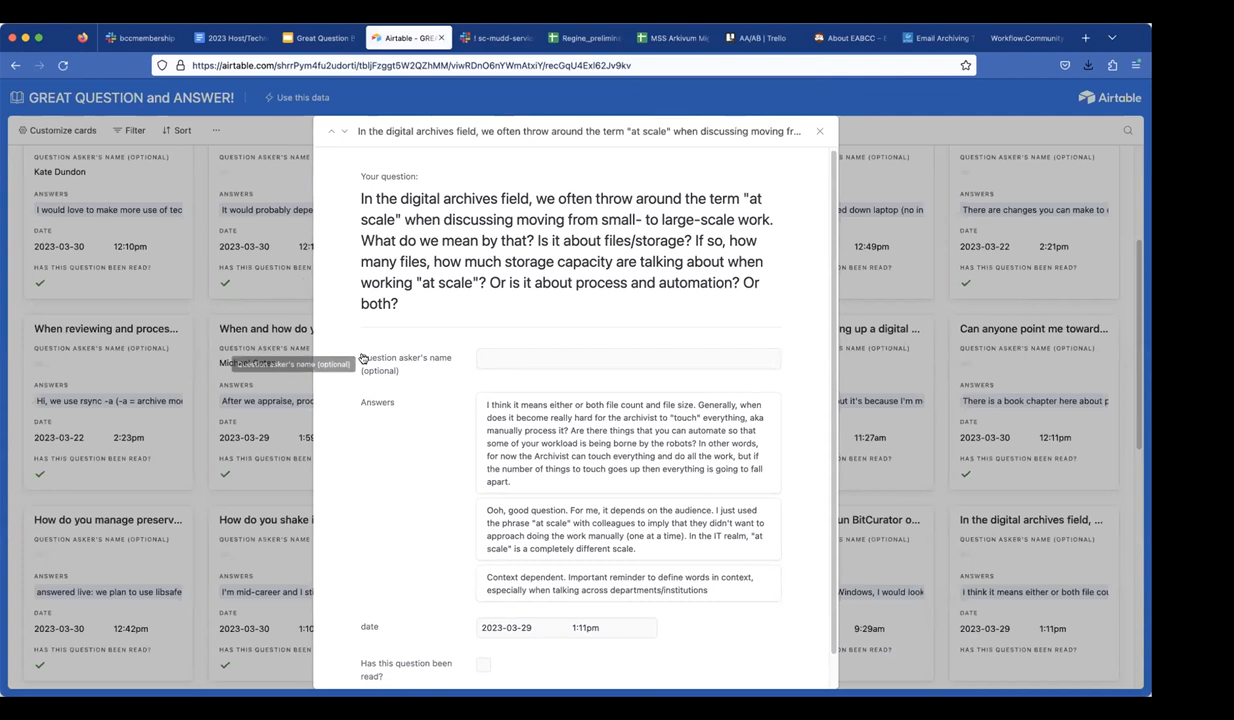 bccmembership
2023 Host/Tech
Great Question B
Airtable - GRE
! sc-mudd-servi
Regine_prelimin
MSS Arkivum Mi
AA/AB | Trello
About EABCC –
Email Archiving
Workflow:Community
https://airtable.com/shrrPym4fu2udorti/tbljFzggt5W2QZhMM/viwRDnO6nYWmAtxiY/recGqU4Exl62Jv9kv
GREAT QUESTION and ANSWER!
Use this data
Airtable
Customize cards
Filter
Sort
In the digital archives field, we often throw around the term "at scale" when discussing moving fr...
QUESTION ASKER'S NAME (OPTIONAL)
Kate Dundon
ANSWERS
I would love to make more use of tec
DATE
2023-03-30 12:10pm
HAS THIS QUESTION BEEN READ?
QUESTION ASKER'S NAME
ANSWERS
It would probably depe
DATE
2023-03-30 12:1
HAS THIS QUESTION BEEN
Your question:
In the digital archives field, we often throw around the term "at
scale" when discussing moving from small- to large-scale work.
What do we mean by that? Is it about files/storage? If so, how
many files, how much storage capacity are talking about when
working "at scale"? Or is it about process and automation? Or
both?
Question asker's name
(optional)
Question asker's name (optional)
Answers
I think it means either or both file count and file size. Generally, when
does it become really hard for the archivist to "touch" everything, aka
manually process it? Are there things that you can automate so that
some of your workload is being borne by the robots? In other words,
for now the Archivist can touch everything and do all the work, but if
the number of things to touch goes up then everything is going to fall
apart.
Ooh, good question. For me, it depends on the audience. I just used
the phrase "at scale" with colleagues to imply that they didn't want to
approach doing the work manually (one at a time). In the IT realm, "at
scale" is a completely different scale.
Context dependent. Important reminder to define words in context,
especially when talking across departments/institutions
date
2023-03-29 1:11pm
Has this question been
read?
(OPTIONAL)
ed down laptop (no in
12:49pm
EEN READ?
QUESTION ASKER'S NAME (OPTIONAL)
ANSWERS
There are changes you can make to
DATE
2023-03-22 2:21pm
HAS THIS QUESTION BEEN READ?
When reviewing and proces...
QUESTION ASKER'S NAME (OPTIONAL)
ANSWERS
Hi, we use rsync -a (-a = archive mod
DATE
2023-03-22 2:23pm
HAS THIS QUESTION BEEN READ?
When and how do y
QUESTION ASKER'S NAME
ANSWERS
After we appraise, proc
DATE
2023-03-29 1:59
HAS THIS QUESTION BEEN
ng up a digital ...
(OPTIONAL)
ut it's because I'm m
11:27am
EEN READ?
Can anyone point me toward...
QUESTION ASKER'S NAME (OPTIONAL)
ANSWERS
There is a book chapter here about p
DATE
2023-03-30 12:11pm
HAS THIS QUESTION BEEN READ?
How do you manage preserv...
QUESTION ASKER'S NAME (OPTIONAL)
ANSWERS
answered live: we plan to use libsafe
DATE
2023-03-30 12:42pm
HAS THIS QUESTION BEEN READ?
How do you shake i
QUESTION ASKER'S NAME
ANSWERS
I'm mid-career and I sti
DATE
2023-03-30 1:10
HAS THIS QUESTION BEEN
un BitCurator o...
(OPTIONAL)
Windows, I would look
9:29am
EEN READ?
In the digital archives field, ...
QUESTION ASKER'S NAME (OPTIONAL)
ANSWERS
I think it means either or both file cou
DATE
2023-03-29 1:11pm
HAS THIS QUESTION BEEN READ?